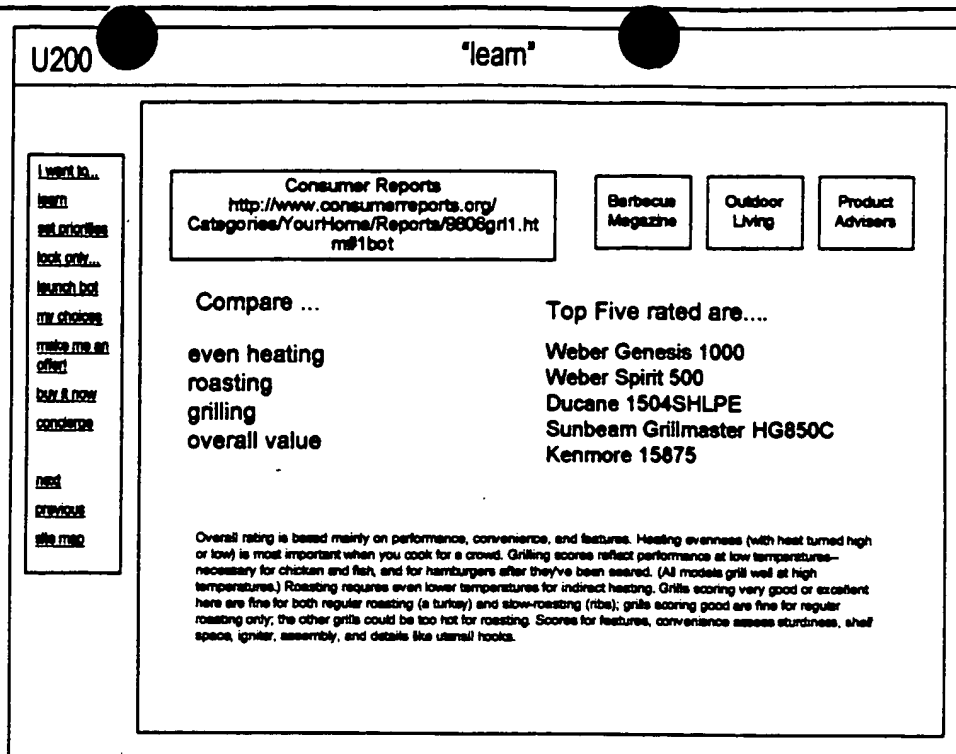 U200
"learn"
I want to...
learn
set priorities
look only...
launch bot
my choices
make me an
offer!
buy it now
concierge
next
previous
site map
Consumer Reports
http://www.consumerreports.org/
Categories/YourHome/Reports/9806grl1.ht
m#1bot
Barbecue
Magazine
Outdoor
Living
Product
Advisers
Compare ...
even heating
roasting
grilling
overall value
Top Five rated are....
Weber Genesis 1000
Weber Spirit 500
Ducane 1504SHLPE
Sunbeam Grillmaster HG850C
Kenmore 15875
Overall rating is based mainly on performance, convenience, and features. Heating evenness (with heat turned high
or low) is most important when you cook for a crowd. Grilling scores reflect performance at low temperatures–
necessary for chicken and fish, and for hamburgers after they've been seared. (All models grill well at high
temperatures.) Roasting requres even lower temperatures for indirect heating. Grills scoring very good or excellent
here are fine for both regular roasting (a turkey) and slow-roasting (ribs); grills scoring good are fine for regular
roasting only; the other grills could be too hot for roasting. Scores for features, convenience assess sturdiness, shelf
space, igniter, assembly, and details like utensil hooks.